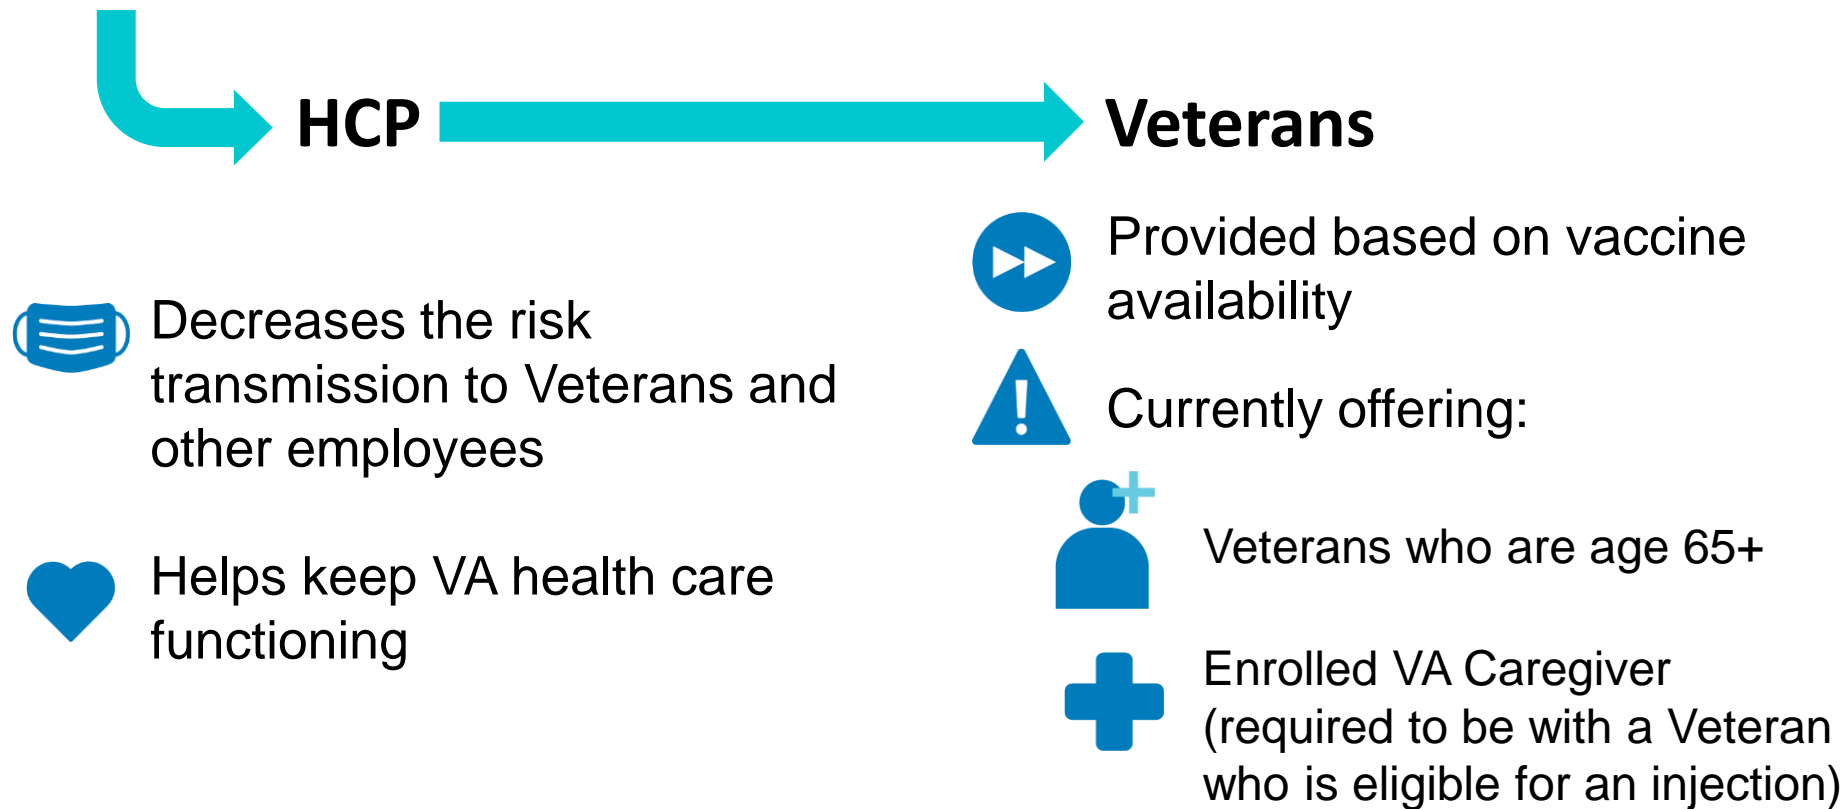 HCP
Veterans
Decreases the risk
transmission to Veterans and
other employees
Helps keep VA health care
functioning
Provided based on vaccine
availability
Currently offering:
Veterans who are age 65+
Enrolled VA Caregiver
(required to be with a Veteran
who is eligible for an injection)